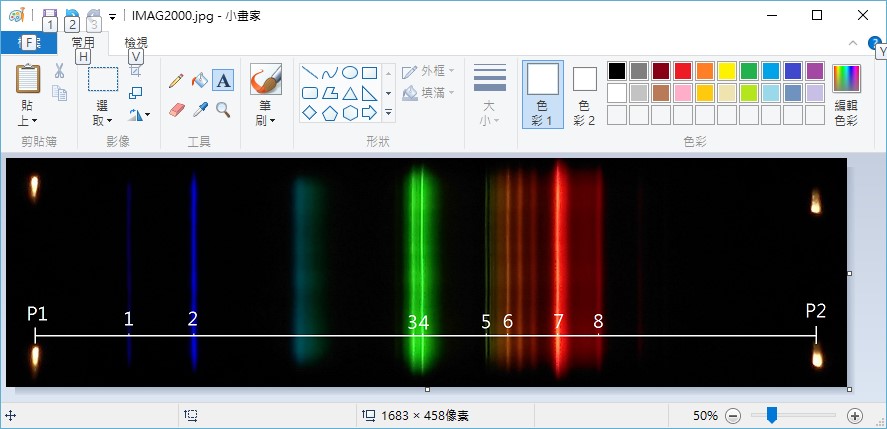 1 2 3 IMAG2000.jpg - 小畫家
F 常用 檢視
H V Y
貼上 選取 筆刷 外框 填滿 大小 色彩 1 色彩 2 編輯色彩
A
剪貼簿 影像 工具 形狀 色彩
P1 1 2 3 4 5 6 7 8 P2
1683 × 458像素 50%